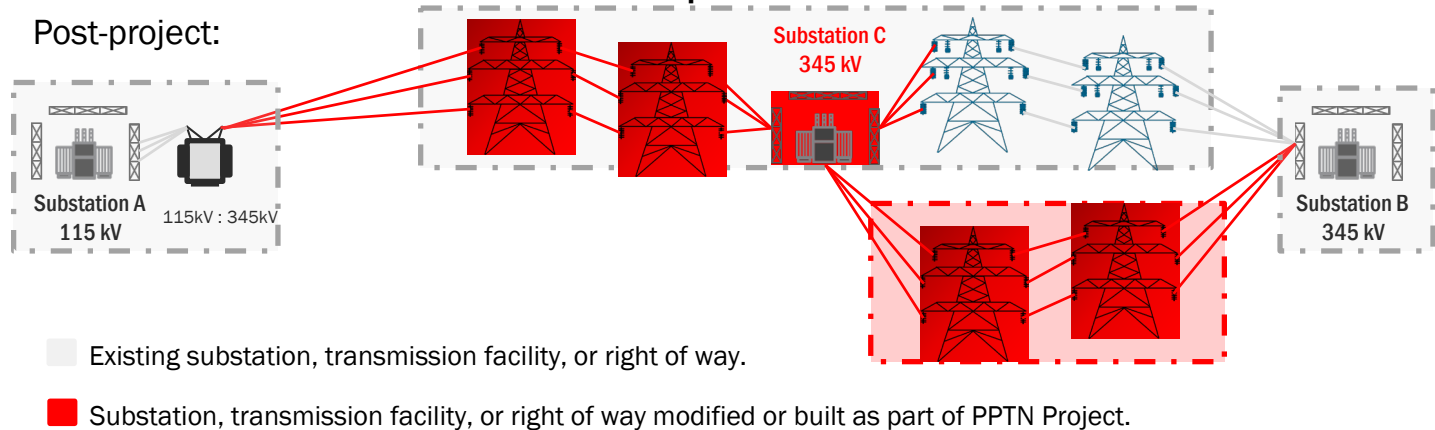 Post-project:
Substation C
345 kV
Substation A
115 kV
115kV : 345kV
Substation B
345 kV
Existing substation, transmission facility, or right of way.
Substation, transmission facility, or right of way modified or built as part of PPTN Project.